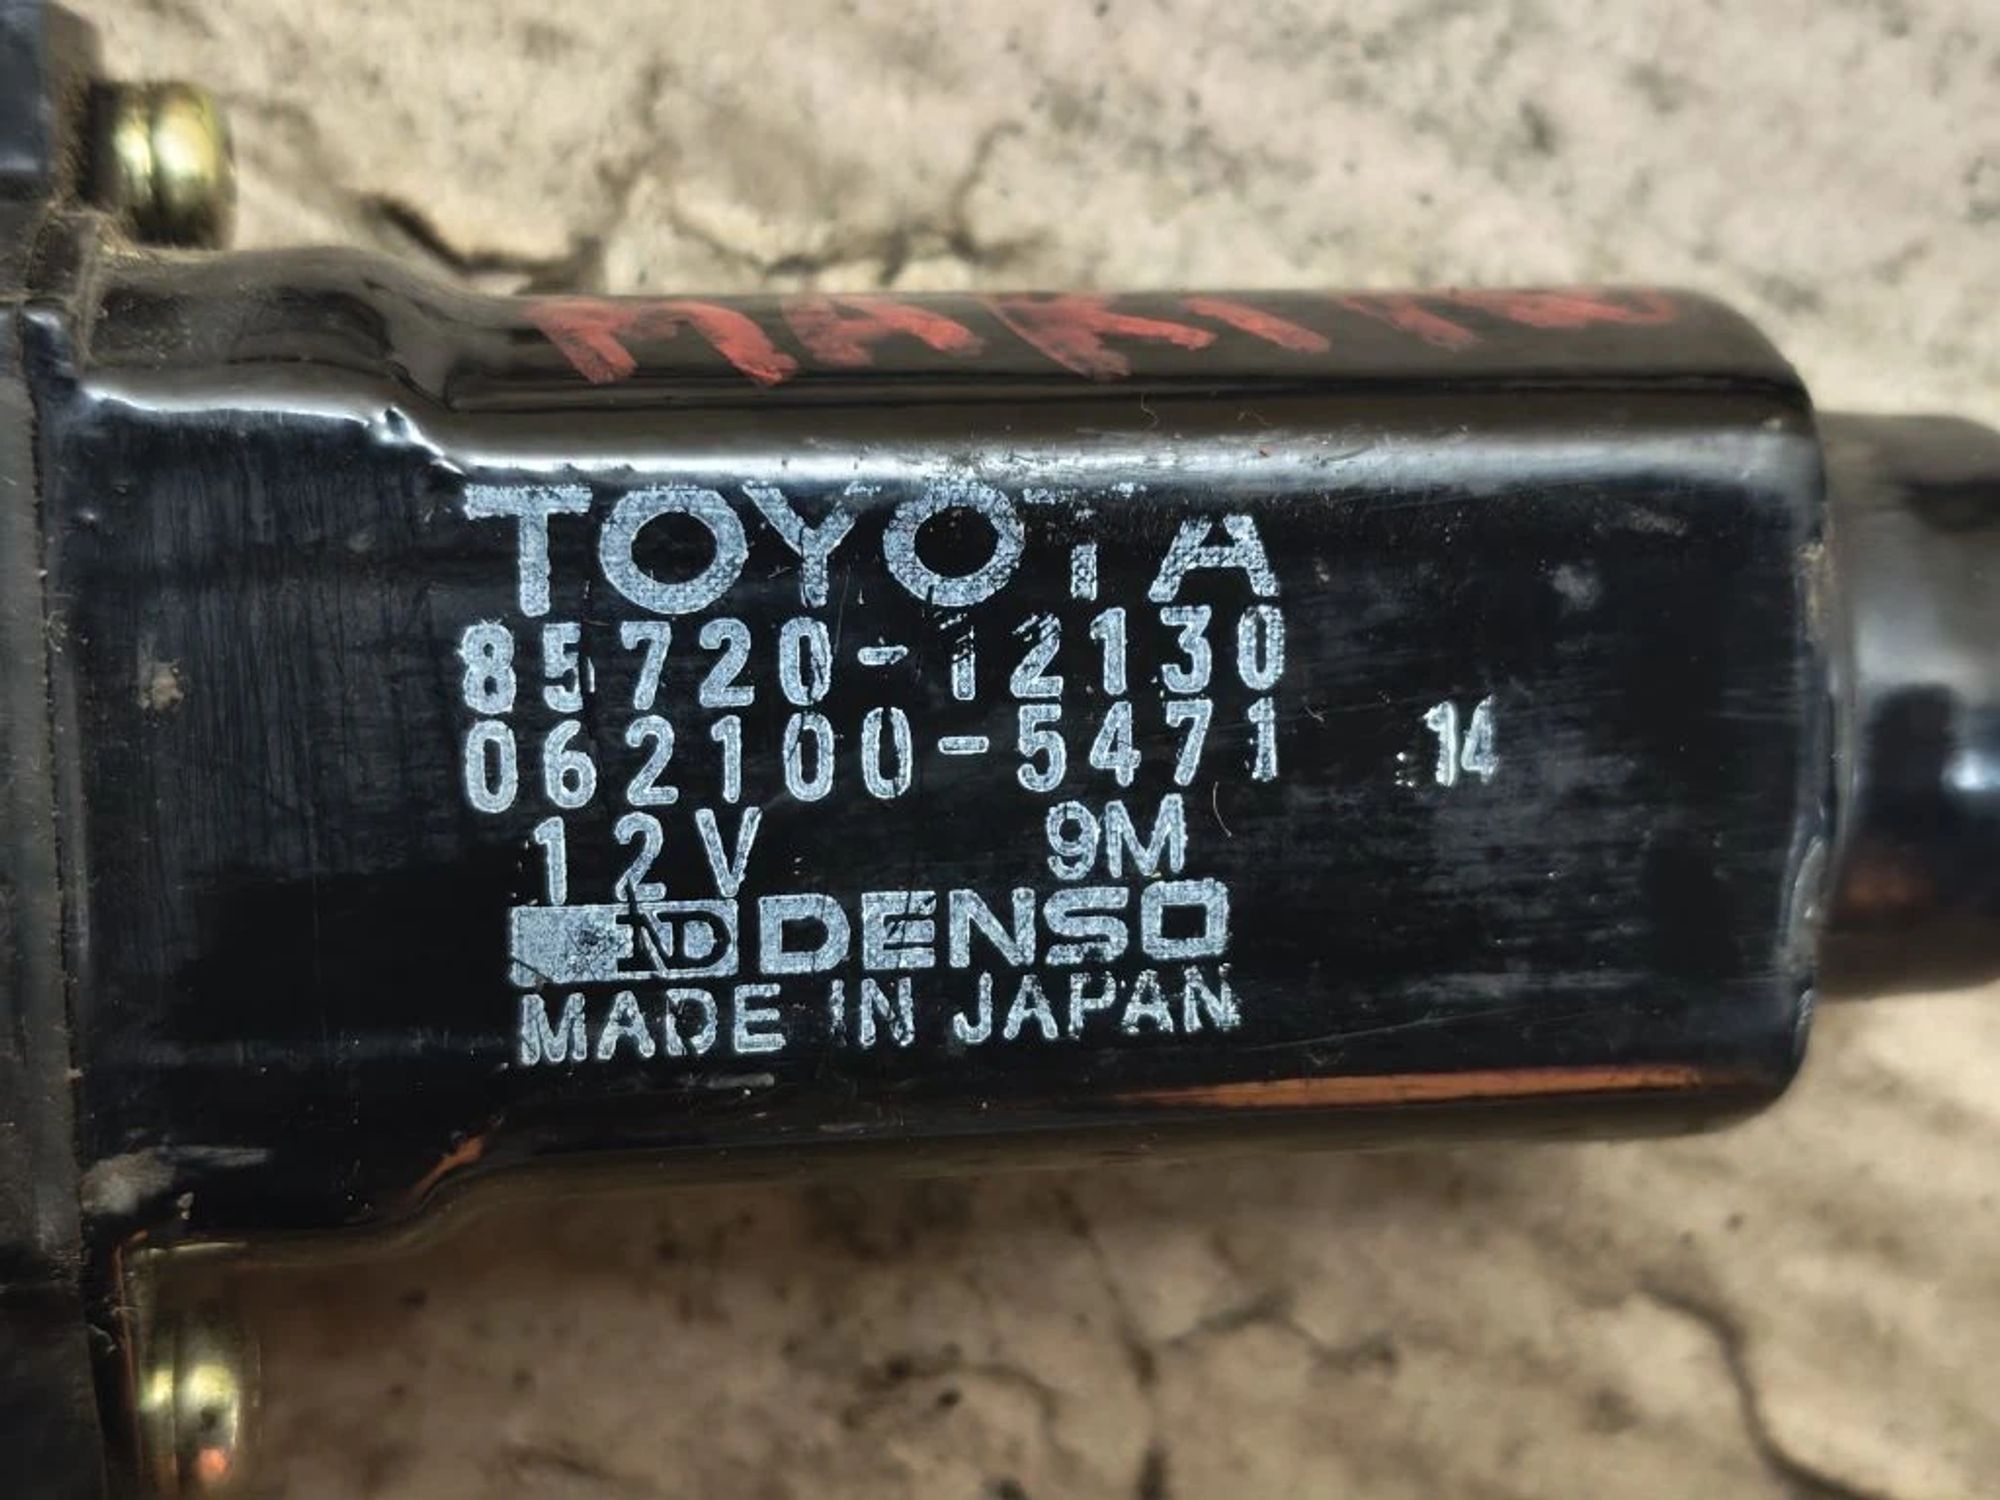 TOYOTA
85720-12130
062100-5471 14
12V 9M
ND DENSO
MADE IN JAPAN